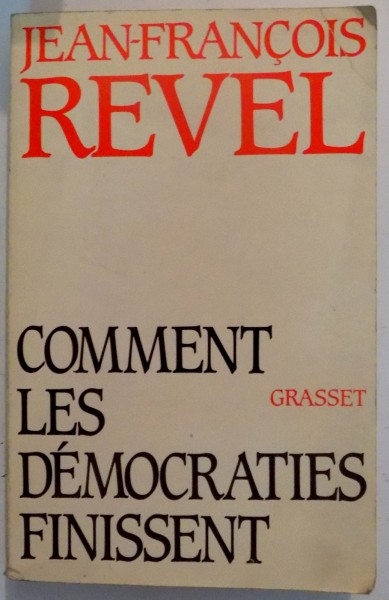 JEAN-FRANÇOIS
REVEL
COMMENT
LES
GRASSET
DÉMOCRATIES
FINISSENT